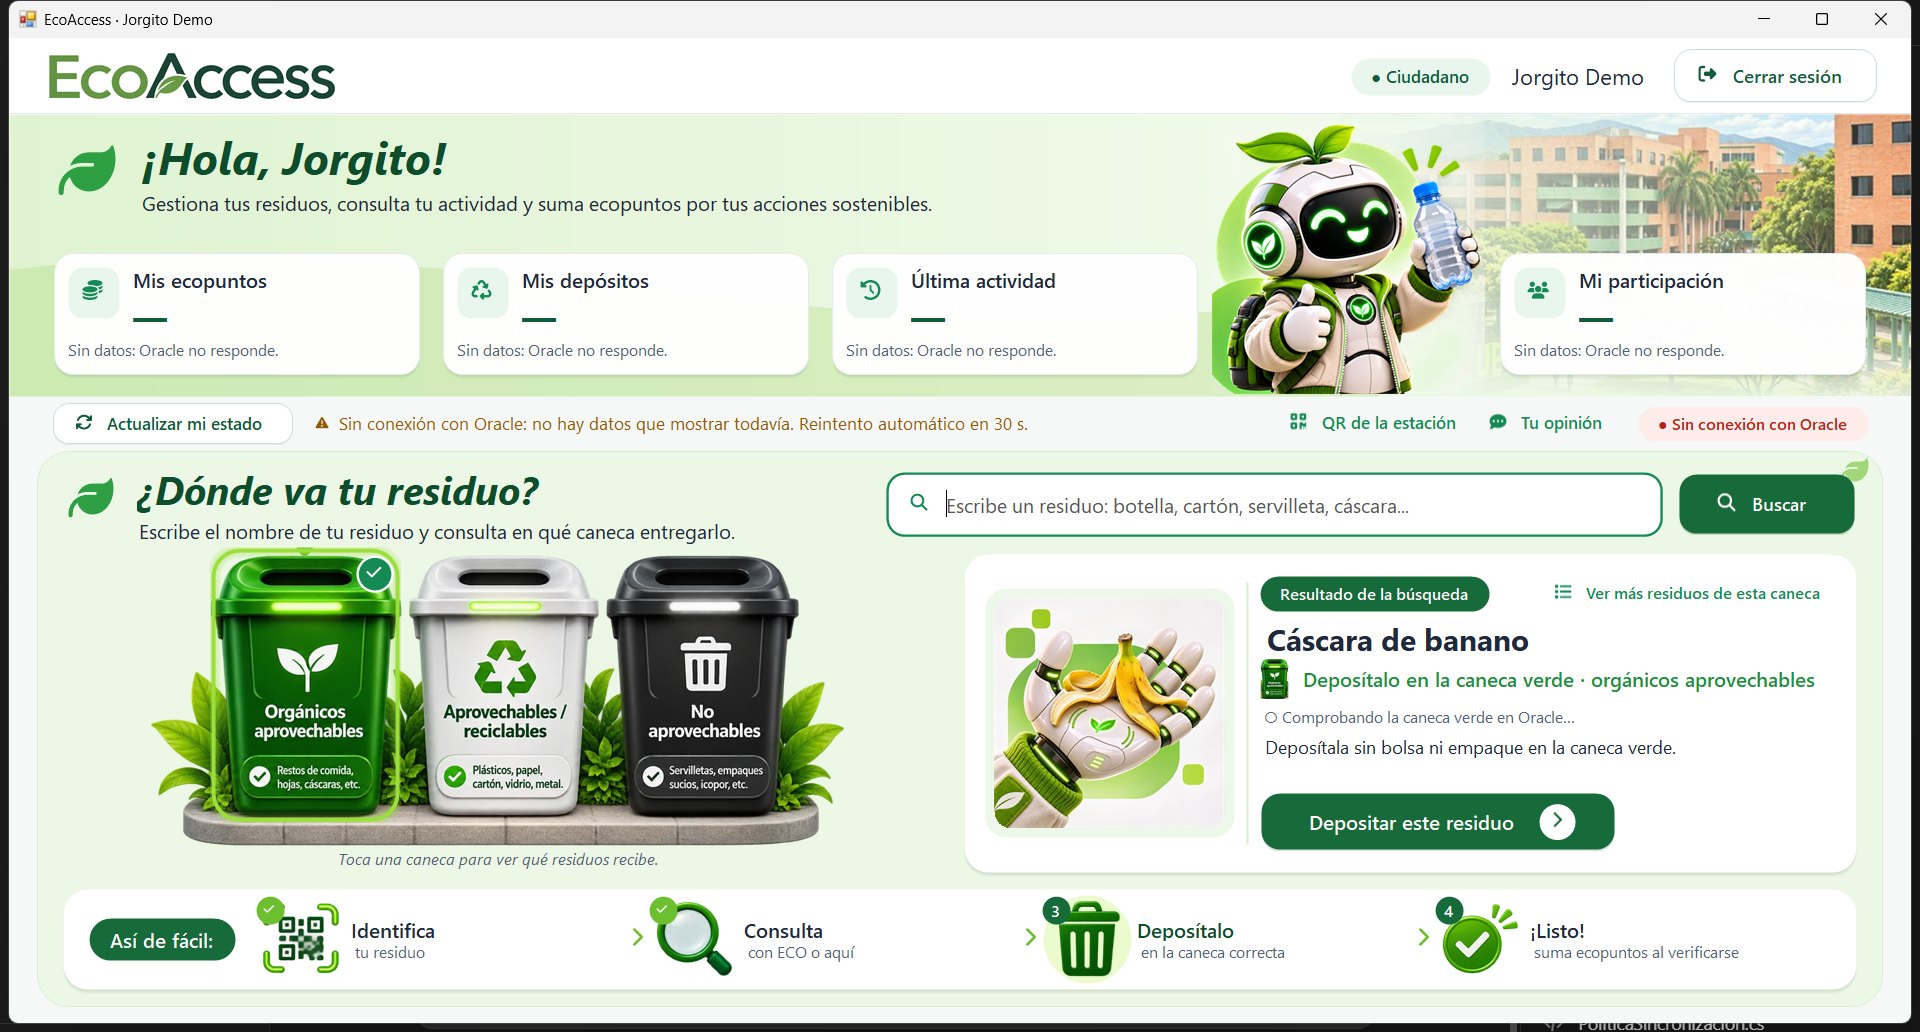 EcoAccess · Jorgito Demo
EcoAccess
● Ciudadano
Jorgito Demo
Cerrar sesión
¡Hola, Jorgito!
Gestiona tus residuos, consulta tu actividad y suma ecopuntos por tus acciones sostenibles.
Mis ecopuntos
Sin datos: Oracle no responde.
Mis depósitos
Sin datos: Oracle no responde.
Última actividad
Sin datos: Oracle no responde.
Mi participación
Sin datos: Oracle no responde.
Actualizar mi estado
Sin conexión con Oracle: no hay datos que mostrar todavía. Reintento automático en 30 s.
QR de la estación
Tu opinión
● Sin conexión con Oracle
¿Dónde va tu residuo?
Escribe el nombre de tu residuo y consulta en qué caneca entregarlo.
Escribe un residuo: botella, cartón, servilleta, cáscara...
Buscar
Orgánicos
aprovechables
Restos de comida,
hojas, cáscaras, etc.
Aprovechables /
reciclables
Plásticos, papel,
cartón, vidrio, metal.
No
aprovechables
Servilletas, empaques
sucios, icopor, etc.
Toca una caneca para ver qué residuos recibe.
Resultado de la búsqueda
Ver más residuos de esta caneca
Cáscara de banano
Deposítalo en la caneca verde · orgánicos aprovechables
○ Comprobando la caneca verde en Oracle...
Deposítala sin bolsa ni empaque en la caneca verde.
Depositar este residuo
Así de fácil:
Identifica
tu residuo
Consulta
con ECO o aquí
3
Deposítalo
en la caneca correcta
4
¡Listo!
suma ecopuntos al verificarse
PoliticaSincronizacion.cs